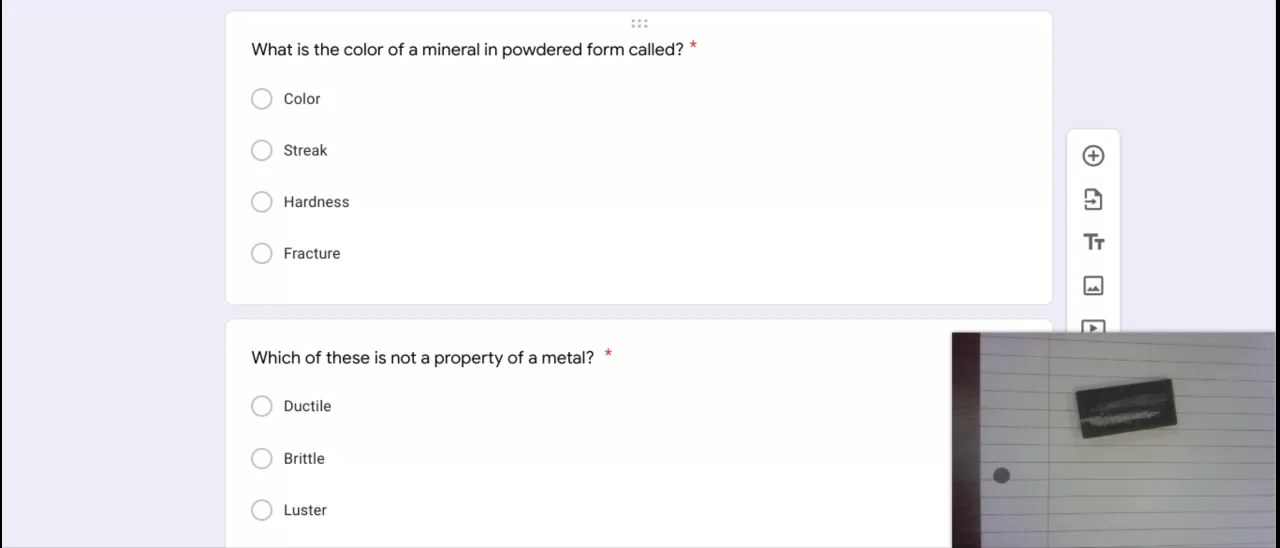 What is the color of a mineral in powdered form called? *
Color
Streak
Hardness
Fracture
Which of these is not a property of a metal? *
Ductile
Brittle
Luster
Tт